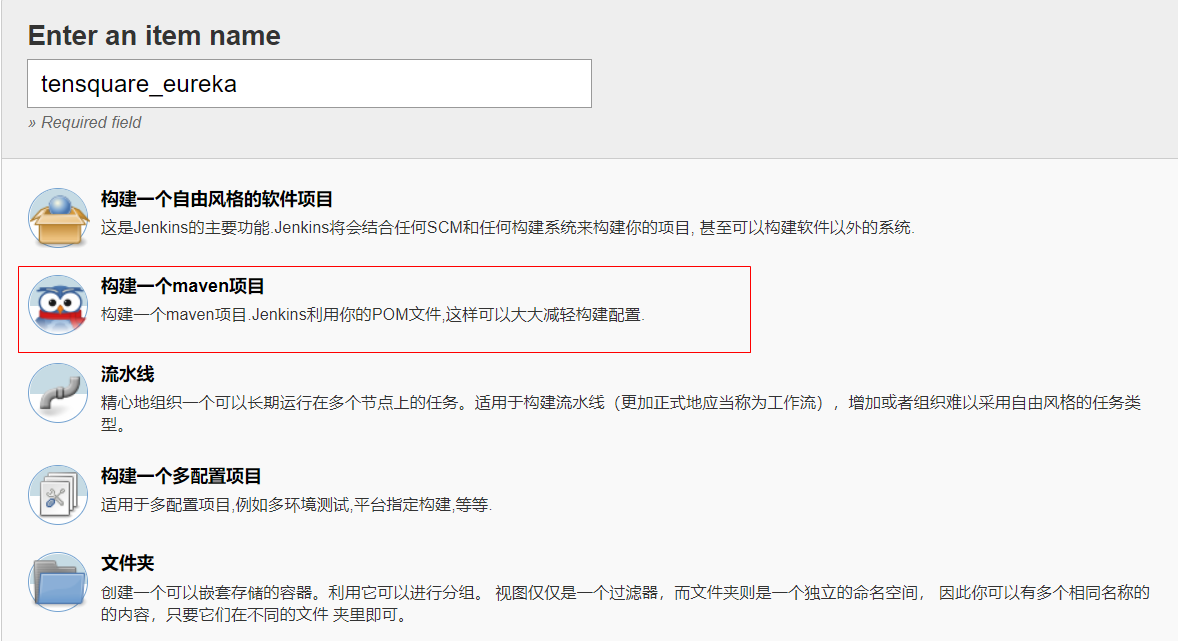 Enter an item name
tensquare_eureka
» Required field
构建一个自由风格的软件项目
这是Jenkins的主要功能.Jenkins将会结合任何SCM和任何构建系统来构建你的项目, 甚至可以构建软件以外的系统.
构建一个maven项目
构建一个maven项目.Jenkins利用你的POM文件,这样可以大大减轻构建配置.
流水线
精心地组织一个可以长期运行在多个节点上的任务。适用于构建流水线（更加正式地应当称为工作流），增加或者组织难以采用自由风格的任务类
型。
构建一个多配置项目
适用于多配置项目,例如多环境测试,平台指定构建,等等.
文件夹
创建一个可以嵌套存储的容器。利用它可以进行分组。 视图仅仅是一个过滤器，而文件夹则是一个独立的命名空间， 因此你可以有多个相同名称的
的内容，只要它们在不同的文件 夹里即可。